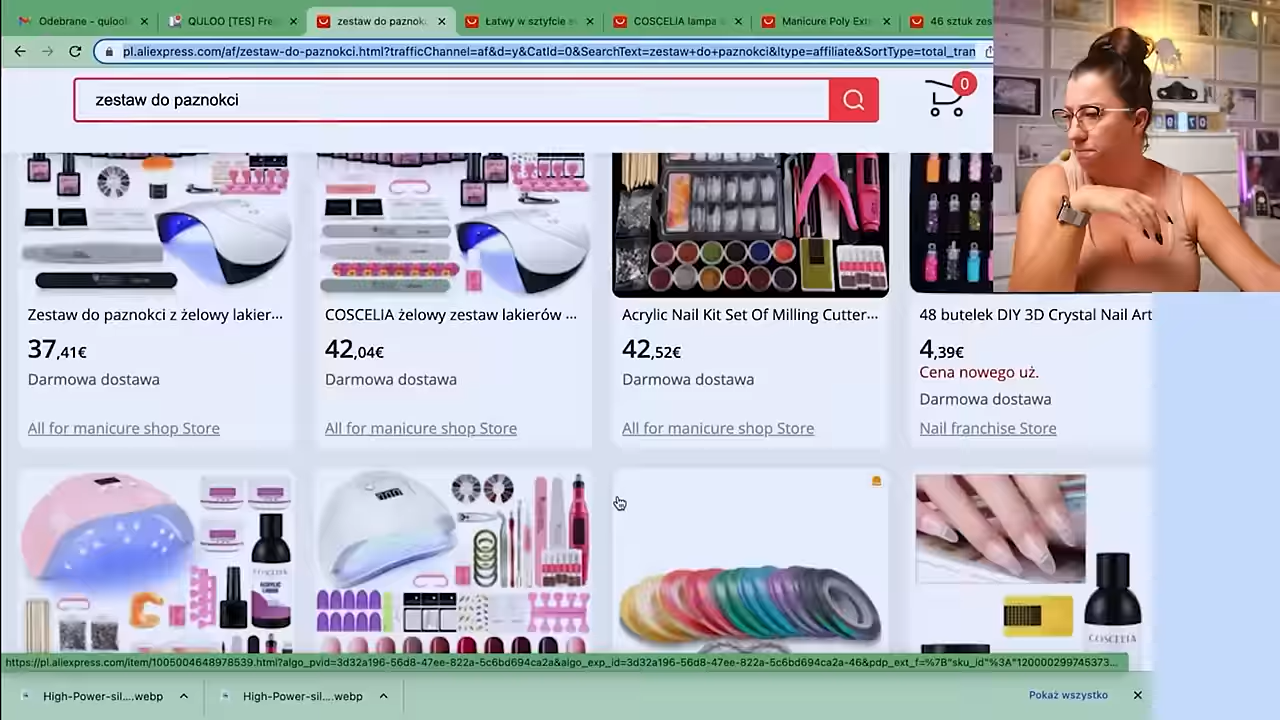 Odebrane - quloo
QULOO [TES] Fre
zestaw do paznok
Łatwy w sztyfcie
COSCELIA lampa
Manicure Poly Ext
46 sztuk zes
pl.aliexpress.com/af/zestaw-do-paznokci.html?trafficChannel=af&d=y&CatId=0&SearchText=zestaw+do+paznokci&ltype=affiliate&SortType=total_tran
zestaw do paznokci
0
Zestaw do paznokci z żelowy lakier...
COSCELIA żelowy zestaw lakierów ...
Acrylic Nail Kit Set Of Milling Cutter...
48 butelek DIY 3D Crystal Nail Art
37,41€
42,04€
42,52€
4,39€
Cena nowego uż.
Darmowa dostawa
Darmowa dostawa
Darmowa dostawa
Darmowa dostawa
All for manicure shop Store
All for manicure shop Store
All for manicure shop Store
Nail franchise Store
COSCELIA
https://pl.aliexpress.com/item/1005004648978539.html?algo_pvid=3d32a196-56d8-47ee-822a-5c6bd694ca2a&algo_exp_id=3d32a196-56d8-47ee-822a-5c6bd694ca2a-46&pdp_ext_f=%7B"sku_id"%3A"120000299745373...
High-Power-sil....webp
High-Power-sil....webp
Pokaż wszystko